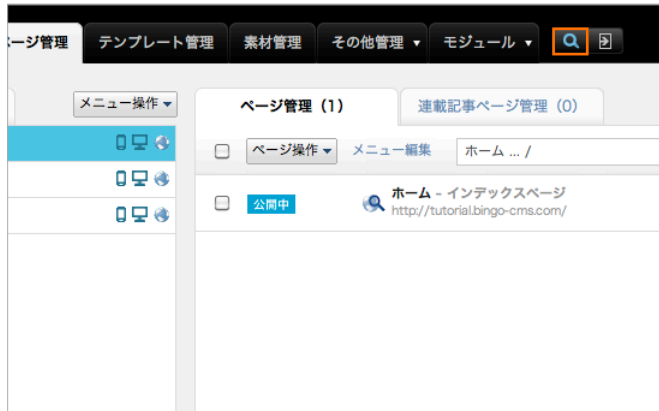 ページ管理 テンプレート管理 素材管理 その他管理 ▼ モジュール ▼
メニュー操作 ▼ ページ管理 (1) 連載記事ページ管理 (0)
ページ操作 ▼ メニュー編集 ホーム ... /
公開中 ホーム - インデックスページ
http://tutorial.bingo-cms.com/